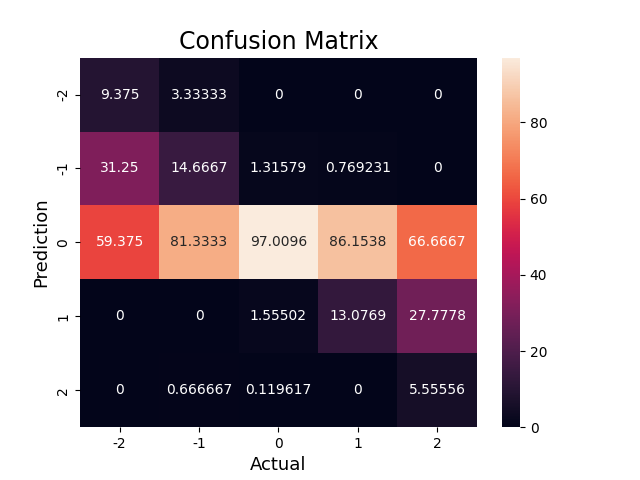 Confusion Matrix
-2 9.375 3.33333 0 0 0
-1 31.25 14.6667 1.31579 0.769231 0
0 59.375 81.3333 97.0096 86.1538 66.6667
1 0 0 1.55502 13.0769 27.7778
2 0 0.666667 0.119617 0 5.55556
-2 -1 0 1 2
Actual
Prediction
80
60
40
20
0